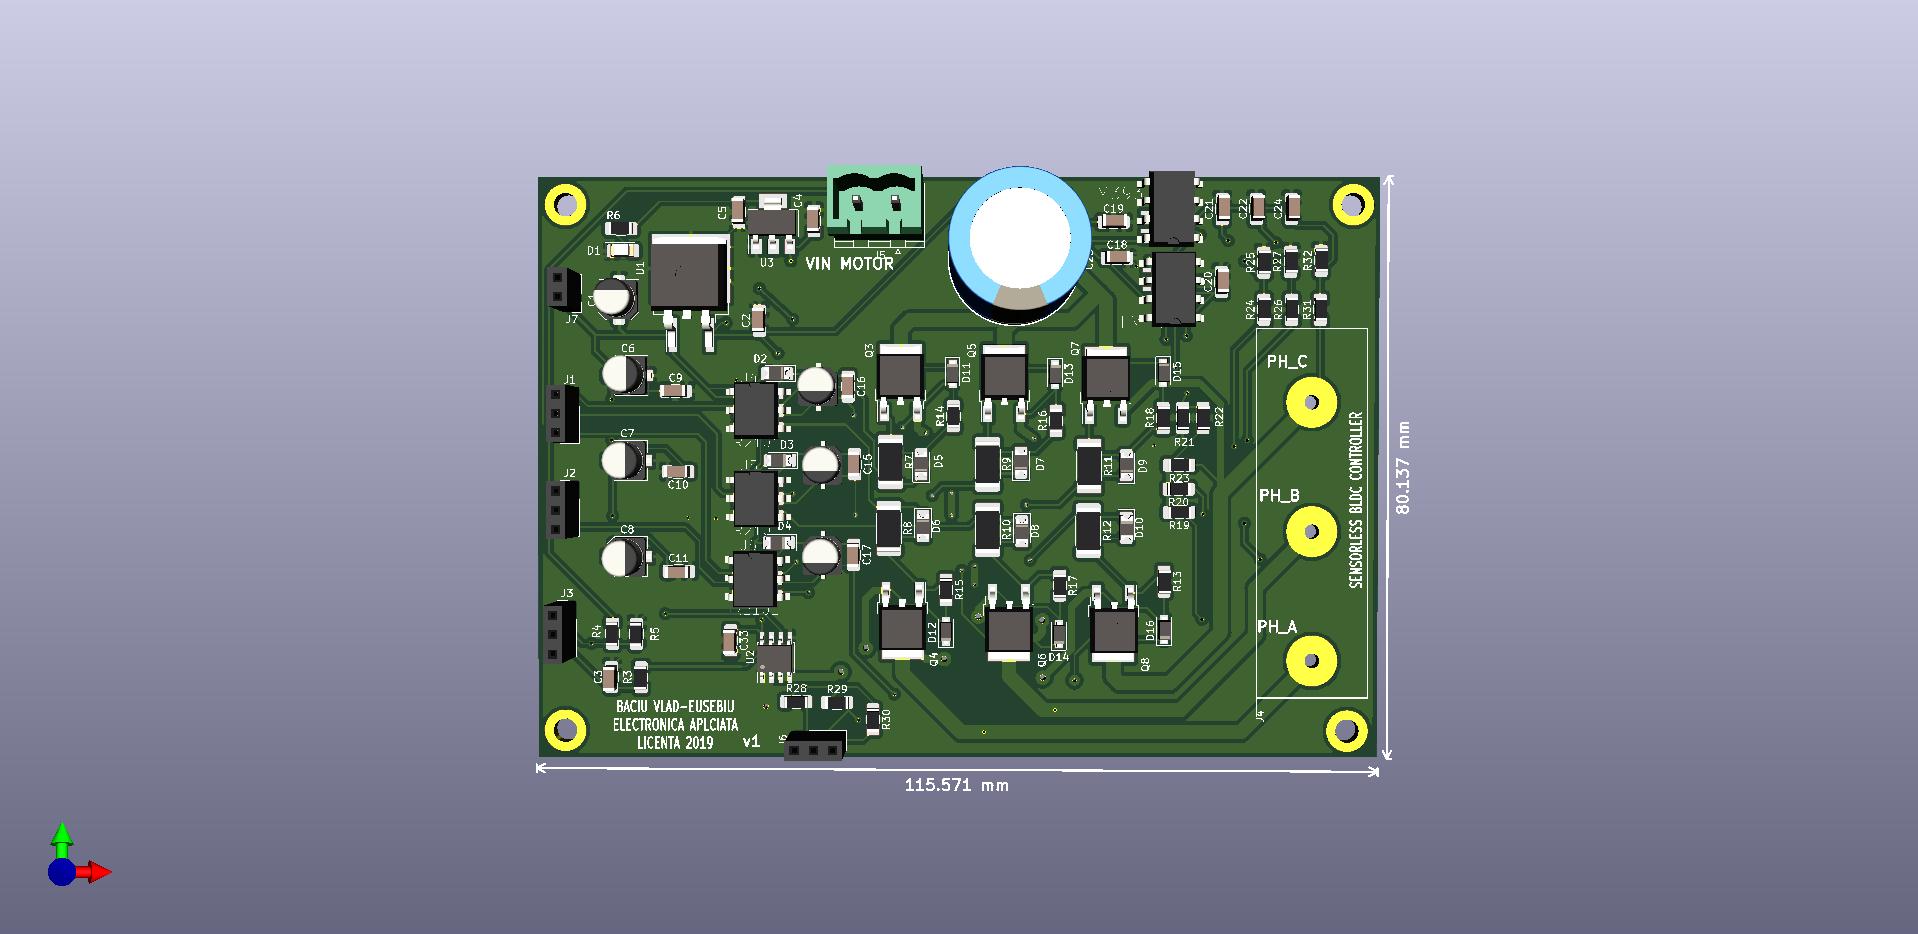 R6
D1
U1
C5
C4
U3
J5
VIN MOTOR
C19
C18
C21
C22
C24
C20
R25
R27
R32
R24
R26
R31
J7
C2
C6
C9
J1
D2
C16
Q3
D11
Q5
D13
Q7
D15
PH_C
R14
R16
R18
R21
R22
C7
C10
D3
C15
R7
D5
R9
D7
R11
D9
R23
R20
R19
PH_B
J2
D4
R8
D6
R10
D8
R12
D10
C8
C11
C17
SENSORLESS BLDC CONTROLLER
J3
R15
R17
R13
R4
R5
C33
U2
D12
Q4
Q6
D14
D16
Q8
PH_A
C3
R3
R28
R29
R30
J4
BACIU VLAD-EUSEBIU
ELECTRONICA APLCIATA
LICENTA 2019
v1
115.571 mm
80.137 mm